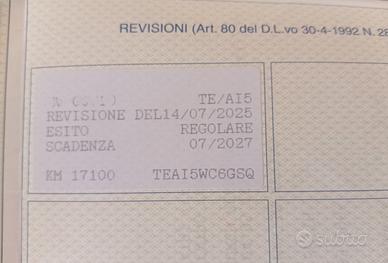 REVISIONI (Art. 80 del D.L.vo 30-4-1992 N. 28
TE/AI5
REVISIONE DEL14/07/2025
ESITO REGOLARE
SCADENZA 07/2027
KM 17100 TEAI5WC6GSQ
subito